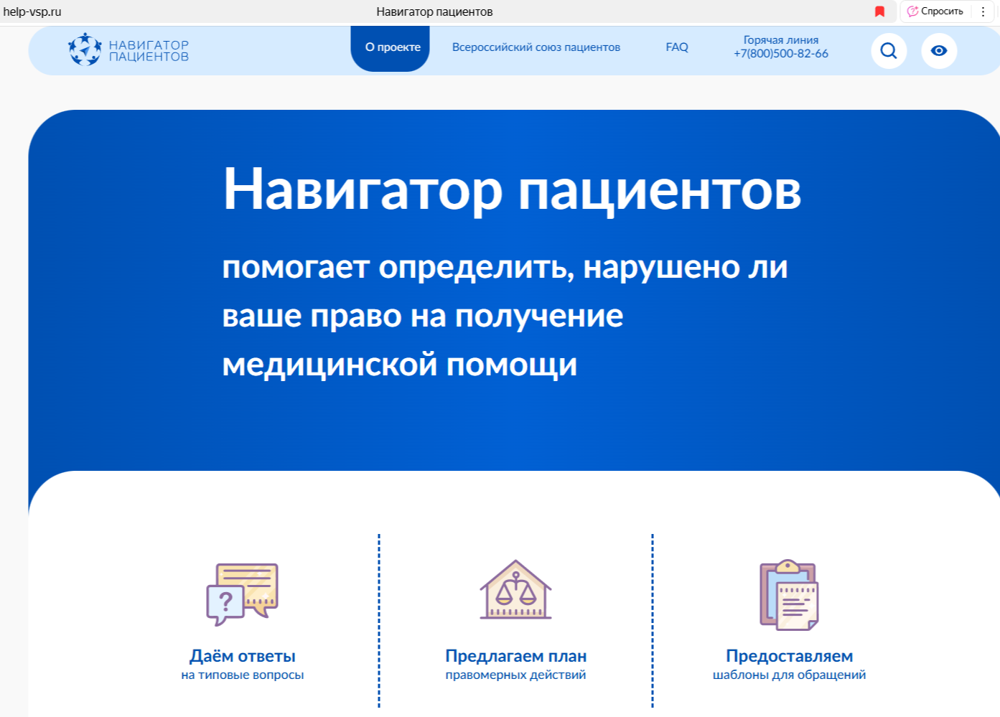 help-vsp.ru
Навигатор пациентов
Спросить
НАВИГАТОР
ПАЦИЕНТОВ
О проекте
Всероссийский союз пациентов
FAQ
Горячая линия
+7(800)500-82-66
Навигатор пациентов
помогает определить, нарушено ли
ваше право на получение
медицинской помощи
?
Даём ответы
на типовые вопросы
Предлагаем план
правомерных действий
Предоставляем
шаблоны для обращений